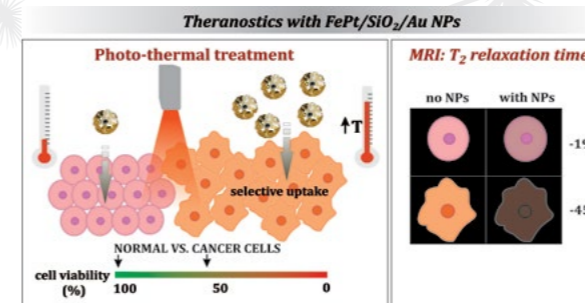 Theranostics with FePt/SiO₂/Au NPs
Photo-thermal treatment
↑T
selective uptake
NORMAL VS. CANCER CELLS
cell viability
(%)
100 50 0
MRI: T₂ relaxation time
no NPs with NPs